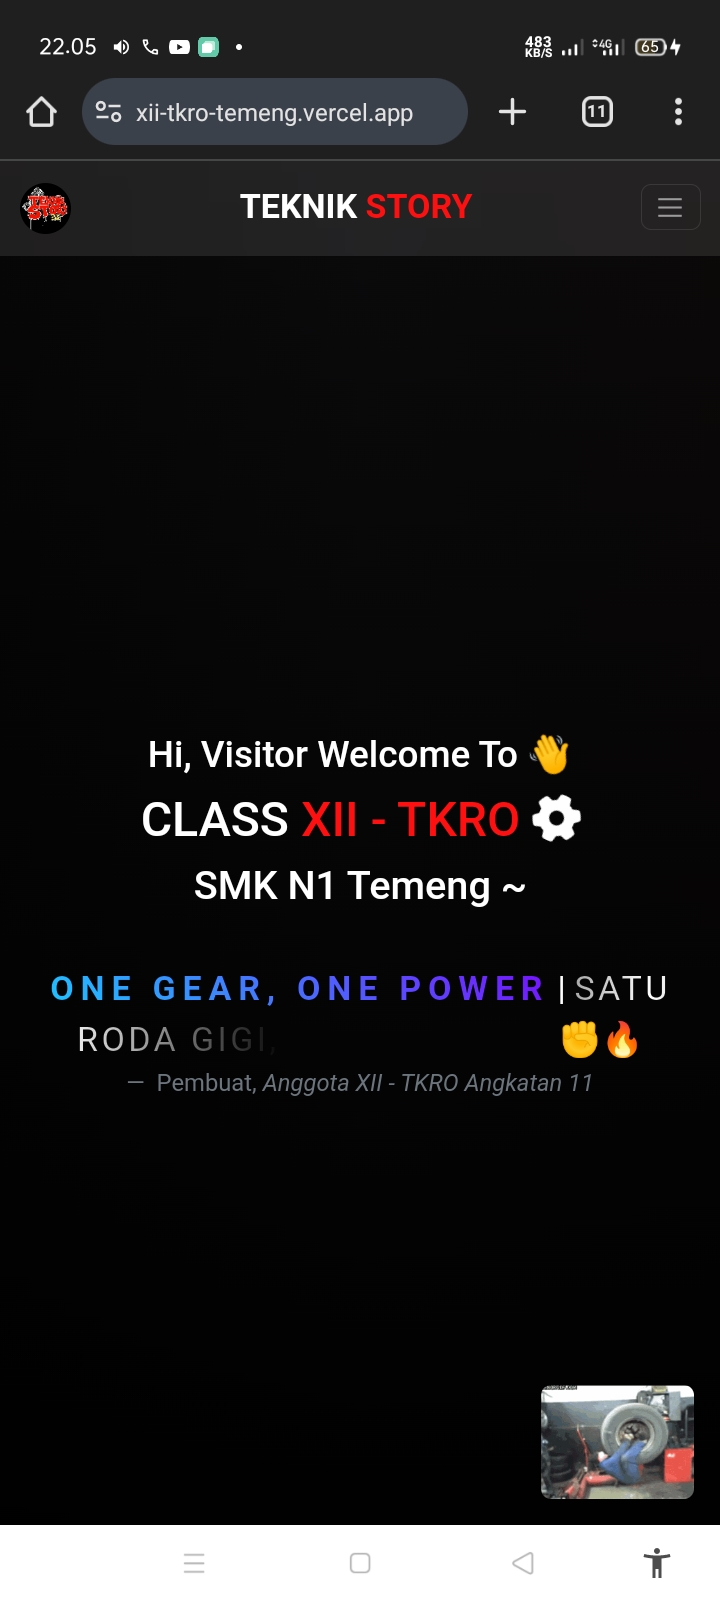 22.05
483 KB/S
4G
65
xii-tkro-temeng.vercel.app
11
TEKNIK STORY
Hi, Visitor Welcome To 👋
CLASS XII - TKRO ⚙
SMK N1 Temeng ~
ONE GEAR, ONE POWER | SATU
RODA GIGI, ✊🔥
— Pembuat, Anggota XII - TKRO Angkatan 11